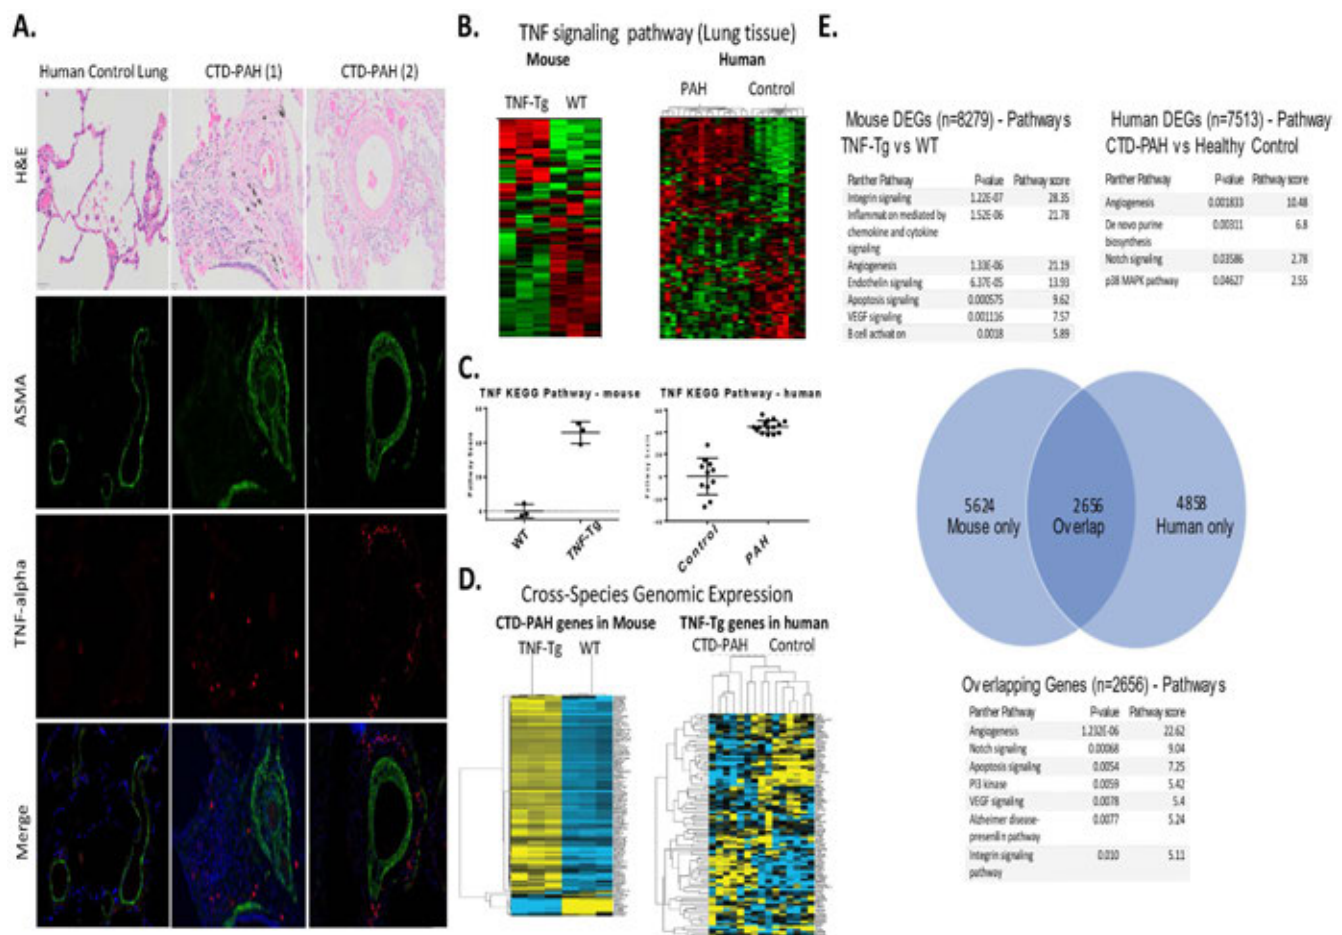 A.
Human Control Lung
CTD-PAH (1)
CTD-PAH (2)
H&E
ASMA
TNF-alpha
Merge
B.
TNF signaling pathway (Lung tissue)
Mouse
Human
TNF-Tg
WT
PAH
Control
C.
TNF KEGG Pathway - mouse
Pathway Score
WT
TNF-Tg
TNF KEGG Pathway - human
Pathway Score
Control
PAH
D.
Cross-Species Genomic Expression
CTD-PAH genes in Mouse
TNF-Tg
WT
TNF-Tg genes in human
CTD-PAH
Control
E.
Mouse DEGs (n=8279) - Pathways
TNF-Tg vs WT
Panther Pathway P-value Pathway score
Integrin signaling 1.22E-07 28.35
Inflammation mediated by 1.52E-06 21.78
chemokine and cytokine
signaling
Angiogenesis 1.33E-06 21.19
Endothelin signaling 6.37E-05 13.93
Apoptosis signaling 0.000575 9.62
VEGF signaling 0.001116 7.57
B cell activation 0.0018 5.89
Human DEGs (n=7513) - Pathway
CTD-PAH vs Healthy Control
Panther Pathway P-value Pathway score
Angiogenesis 0.001833 10.48
De novo purine 0.00311 6.8
biosynthesis
Notch signaling 0.03586 2.78
p38 MAPK pathway 0.04627 2.55
5624
Mouse only
2656
Overlap
4858
Human only
Overlapping Genes (n=2656) - Pathways
Panther Pathway P-value Pathway score
Angiogenesis 1.232E-06 22.62
Notch signaling 0.00068 9.04
Apoptosis signaling 0.0054 7.25
PI3 kinase 0.0059 5.42
VEGF signaling 0.0078 5.4
Alzheimer disease- 0.0077 5.24
presenilin pathway
Integrin signaling 0.010 5.11
pathway